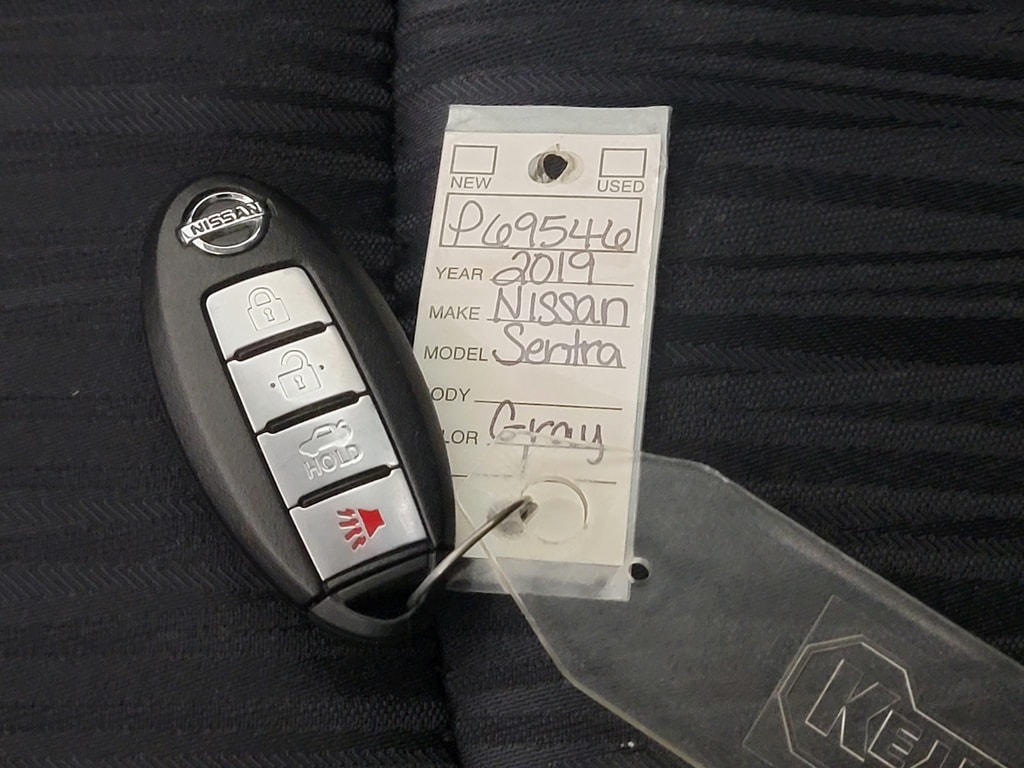 NISSAN
HOLD
NEW USED
P69546
YEAR 2019
MAKE Nissan
MODEL Sentra
ODY
LOR Gray
KE